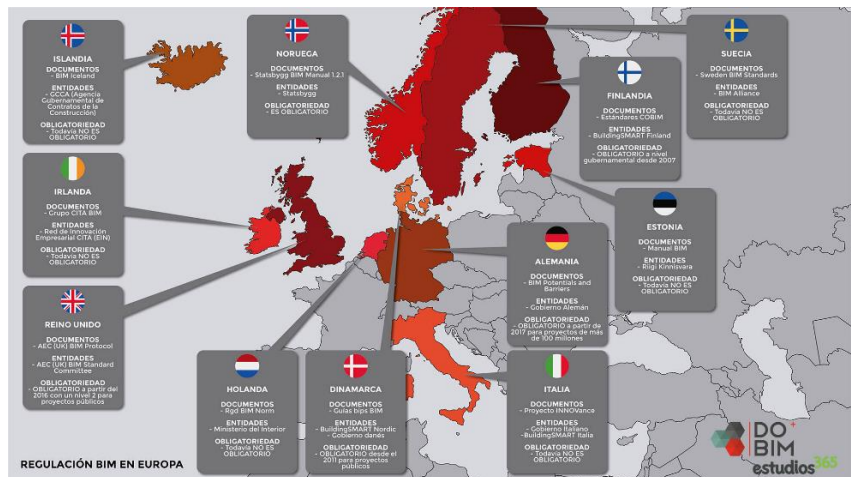 ISLANDIA
DOCUMENTOS
- BIM Iceland
ENTIDADES
- GCCA (Agencia
Gubernamental de
Contratos de la
Construcción)
OBLIGATORIEDAD
- Todavía NO ES
OBLIGATORIO
NORUEGA
DOCUMENTOS
- Statsbygg BIM Manual 1.2.1
ENTIDADES
- Statsbygg
OBLIGATORIEDAD
- ES OBLIGATORIO
FINLANDIA
DOCUMENTOS
- Estándares COBIM
ENTIDADES
- BuildingSMART Finland
OBLIGATORIEDAD
- OBLIGATORIO a nivel
gubernamental desde 2007
SUECIA
DOCUMENTOS
- Sweden BIM Standards
ENTIDADES
- BIM Alliance
OBLIGATORIEDAD
- Todavía NO ES
OBLIGATORIO
IRLANDA
DOCUMENTOS
- Grupo CITA BIM
ENTIDADES
- Red de Innovación
Empresarial CITA (EIN)
OBLIGATORIEDAD
- Todavía NO ES
OBLIGATORIO
ESTONIA
DOCUMENTOS
- Manual BIM
ENTIDADES
- Riigi Kinnisvara
OBLIGATORIEDAD
- Todavía NO ES
OBLIGATORIO
REINO UNIDO
DOCUMENTOS
- AEC (UK) BIM Protocol
ENTIDADES
- AEC (UK) BIM Standard
Committee
OBLIGATORIEDAD
- OBLIGATORIO a partir del
2016 con un nivel 2 para
proyectos públicos
ALEMANIA
DOCUMENTOS
- BIM Potentials and
Barriers
ENTIDADES
- Gobierno Alemán
OBLIGATORIEDAD
- OBLIGATORIO a partir de
2017 para proyectos de más
de 100 millones
HOLANDA
DOCUMENTOS
- Rgd BIM Norm
ENTIDADES
- Ministerio del Interior
OBLIGATORIEDAD
- Todavía NO ES
OBLIGATORIO
DINAMARCA
DOCUMENTOS
- Guías bips BIM
ENTIDADES
- BuildingSMART Nordic
- Gobierno danés
OBLIGATORIEDAD
- OBLIGATORIO desde el
2011 para proyectos
públicos
ITALIA
DOCUMENTOS
- Proyecto INNOVance
ENTIDADES
- Gobierno Italiano
- BuildingSMART Italia
OBLIGATORIEDAD
- Todavía NO ES
OBLIGATORIO
REGULACIÓN BIM EN EUROPA
DO+
BIM
estudios365